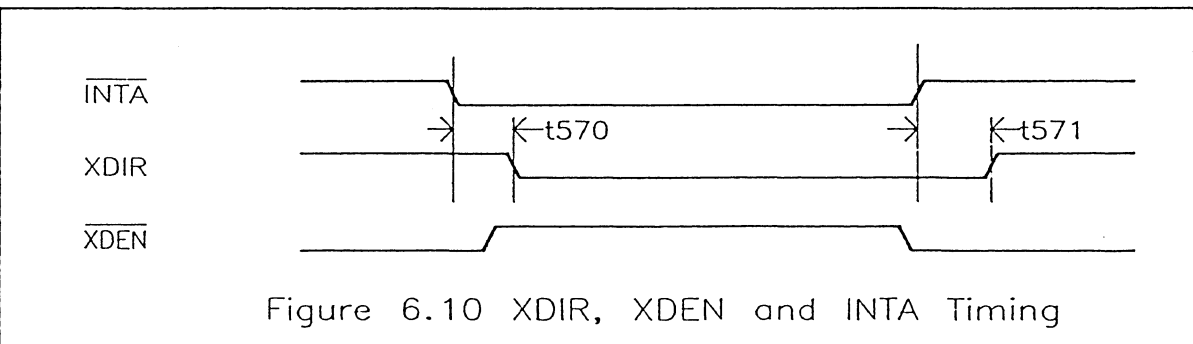 INTA
t570
t571
XDIR
XDEN
Figure 6.10 XDIR, XDEN and INTA Timing